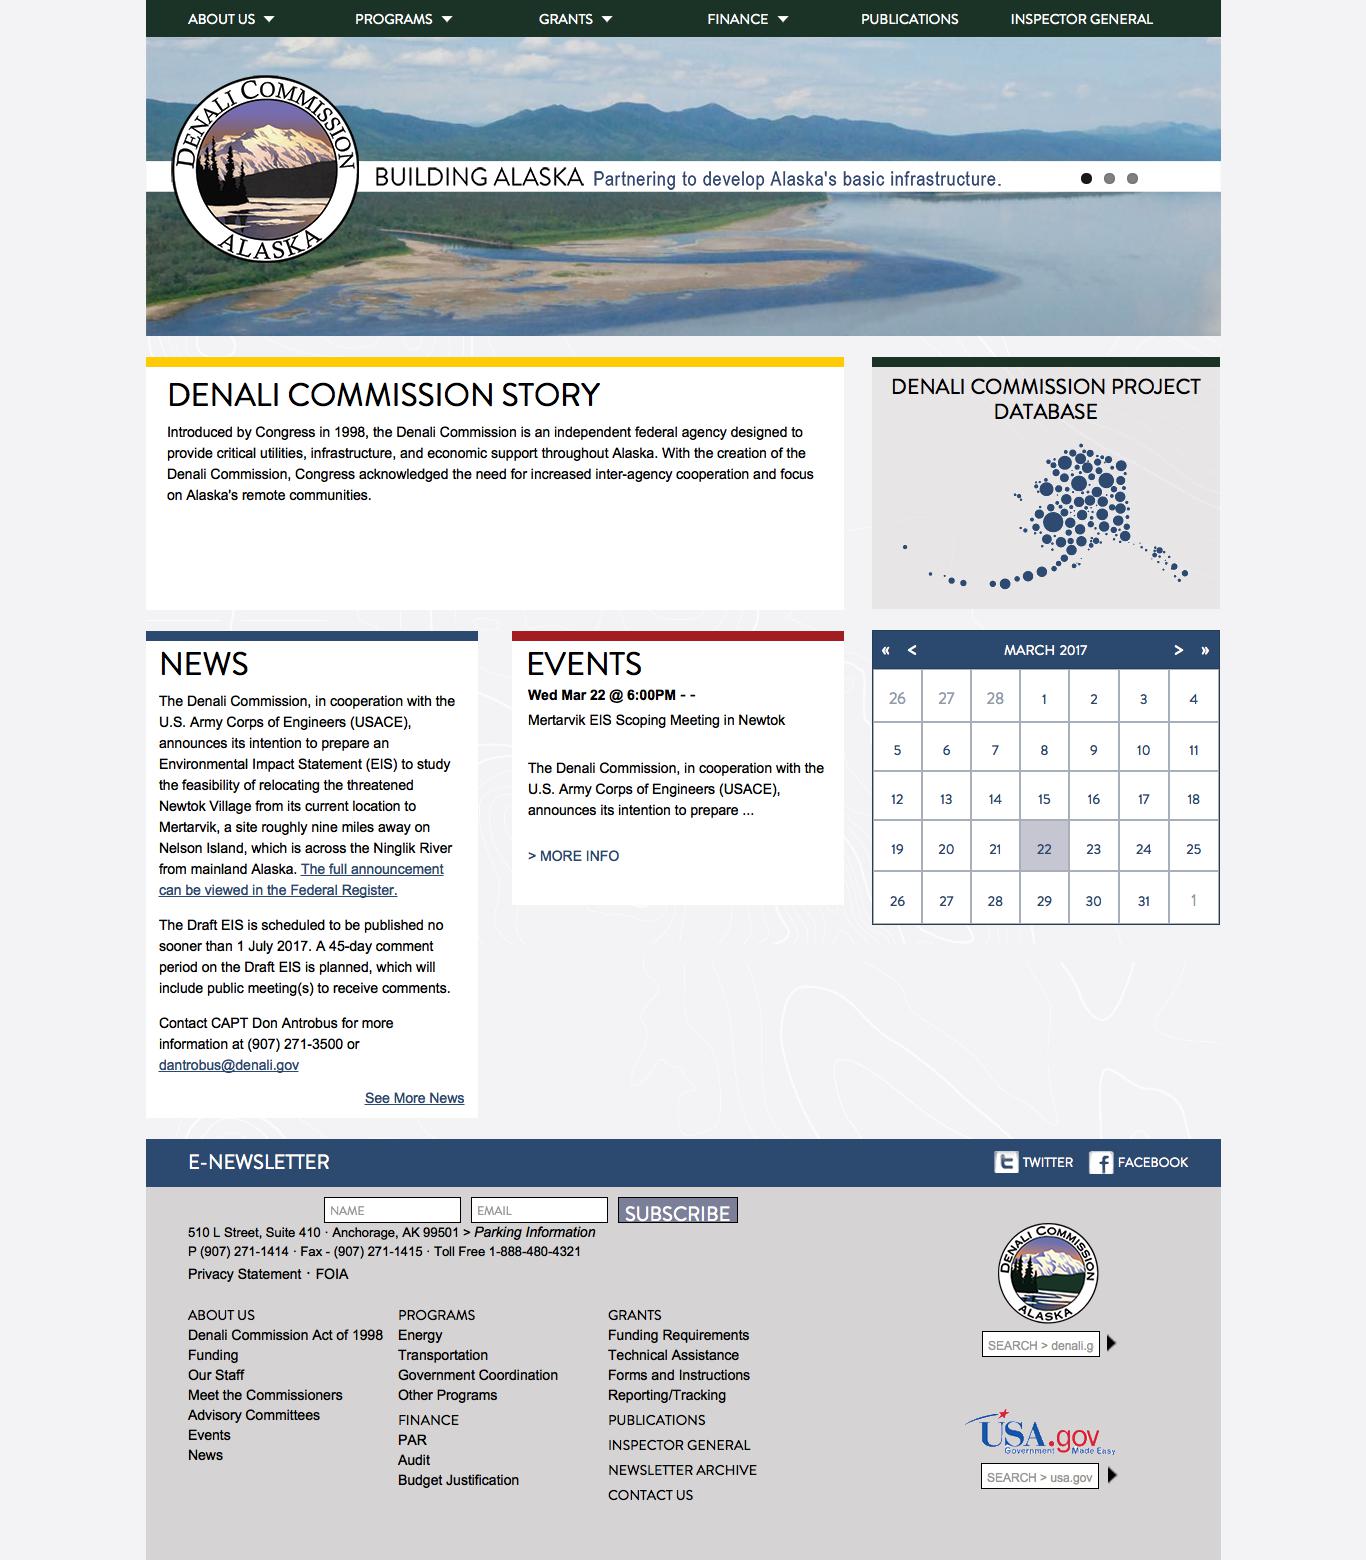 ABOUT US PROGRAMS GRANTS FINANCE PUBLICATIONS INSPECTOR GENERAL
DENALI COMMISSION
ALASKA
BUILDING ALASKA Partnering to develop Alaska's basic infrastructure.
DENALI COMMISSION STORY
Introduced by Congress in 1998, the Denali Commission is an independent federal agency designed to
provide critical utilities, infrastructure, and economic support throughout Alaska. With the creation of the
Denali Commission, Congress acknowledged the need for increased inter-agency cooperation and focus
on Alaska's remote communities.
DENALI COMMISSION PROJECT
DATABASE
NEWS
The Denali Commission, in cooperation with the
U.S. Army Corps of Engineers (USACE),
announces its intention to prepare an
Environmental Impact Statement (EIS) to study
the feasibility of relocating the threatened
Newtok Village from its current location to
Mertarvik, a site roughly nine miles away on
Nelson Island, which is across the Ninglik River
from mainland Alaska. The full announcement
can be viewed in the Federal Register.
The Draft EIS is scheduled to be published no
sooner than 1 July 2017. A 45-day comment
period on the Draft EIS is planned, which will
include public meeting(s) to receive comments.
Contact CAPT Don Antrobus for more
information at (907) 271-3500 or
dantrobus@denali.gov
See More News
EVENTS
Wed Mar 22 @ 6:00PM - -
Mertarvik EIS Scoping Meeting in Newtok
The Denali Commission, in cooperation with the
U.S. Army Corps of Engineers (USACE),
announces its intention to prepare ...
> MORE INFO
« < MARCH 2017 > »
26 27 28 1 2 3 4
5 6 7 8 9 10 11
12 13 14 15 16 17 18
19 20 21 22 23 24 25
26 27 28 29 30 31 1
E-NEWSLETTER TWITTER FACEBOOK
NAME EMAIL SUBSCRIBE
510 L Street, Suite 410 · Anchorage, AK 99501 > Parking Information
P (907) 271-1414 · Fax - (907) 271-1415 · Toll Free 1-888-480-4321
Privacy Statement · FOIA
ABOUT US
Denali Commission Act of 1998
Funding
Our Staff
Meet the Commissioners
Advisory Committees
Events
News
PROGRAMS
Energy
Transportation
Government Coordination
Other Programs
FINANCE
PAR
Audit
Budget Justification
GRANTS
Funding Requirements
Technical Assistance
Forms and Instructions
Reporting/Tracking
PUBLICATIONS
INSPECTOR GENERAL
NEWSLETTER ARCHIVE
CONTACT US
DENALI COMMISSION
ALASKA
SEARCH > denali.g
USA.gov
Government Made Easy
SEARCH > usa.gov